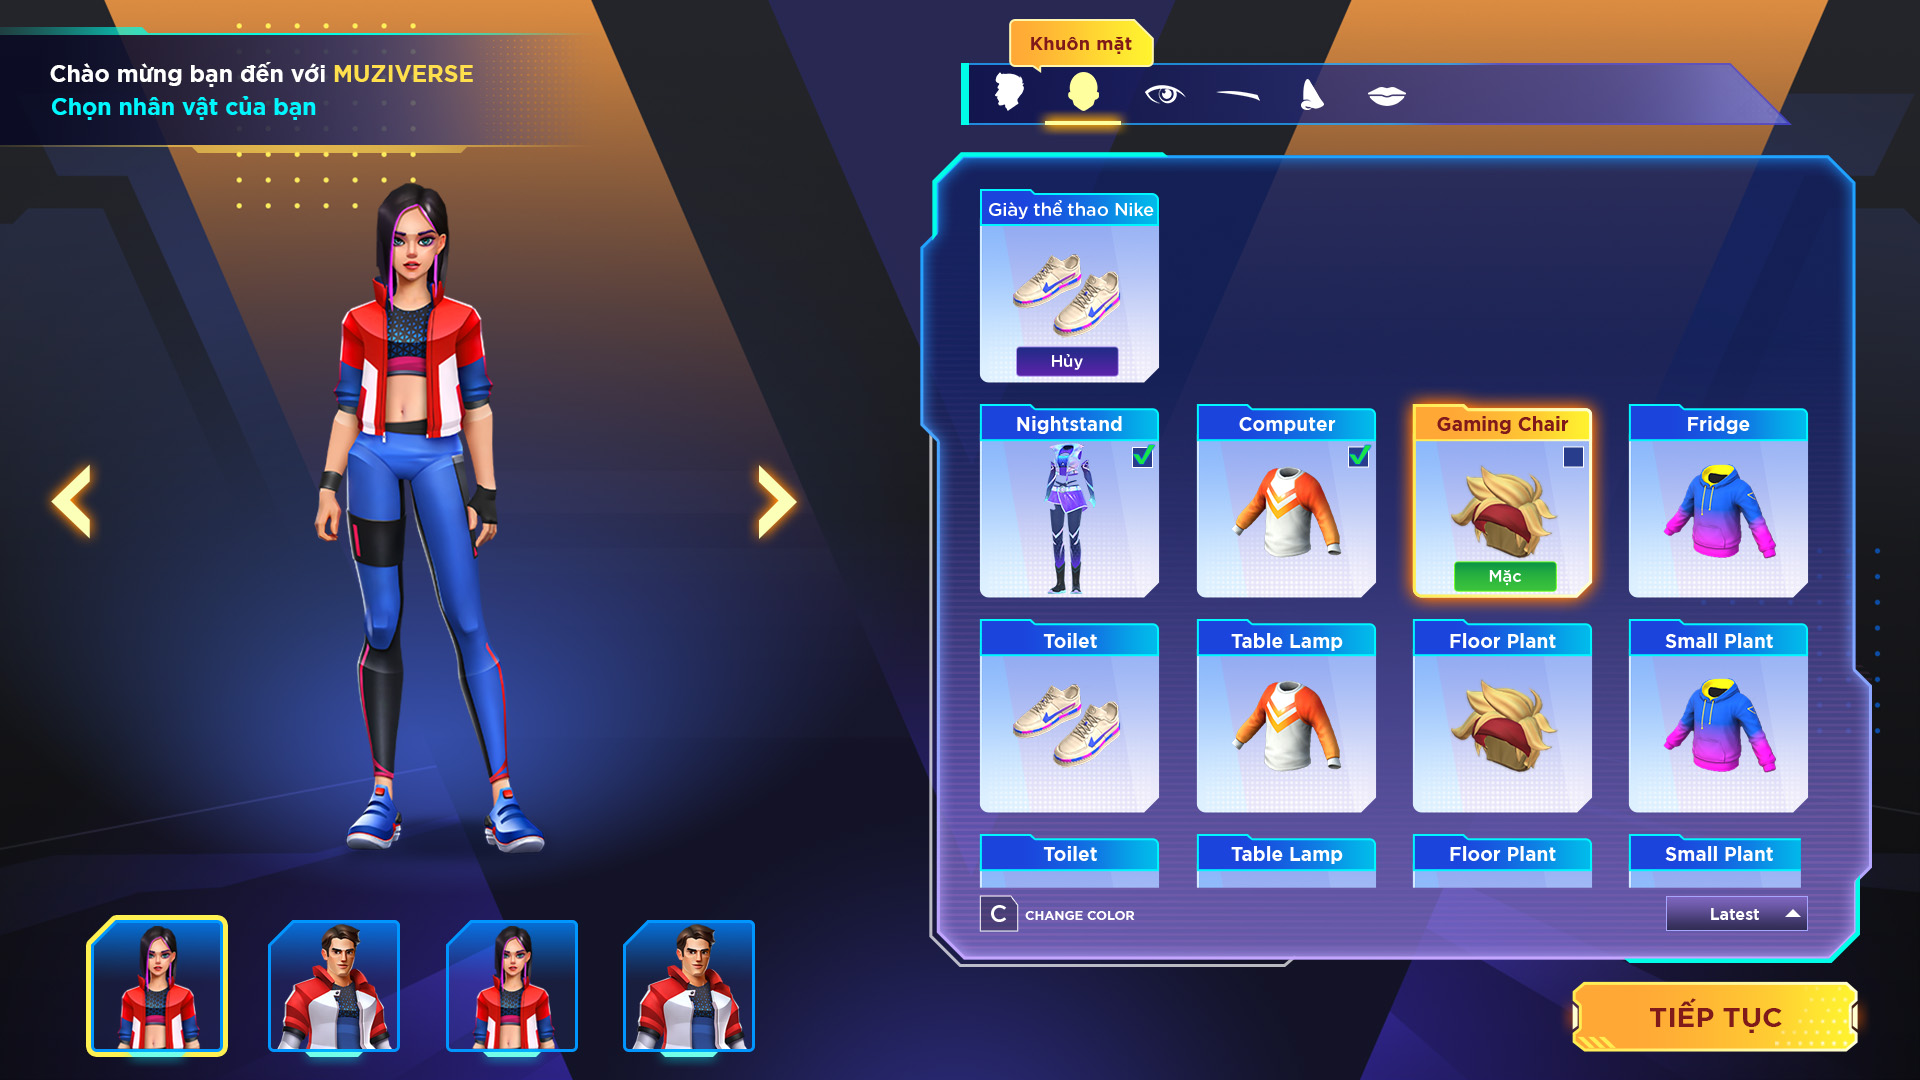 Chào mừng bạn đến với MUZIVERSE
Chọn nhân vật của bạn
Khuôn mặt
Giày thể thao Nike
Hủy
Nightstand
Computer
Gaming Chair
Fridge
Mặc
Toilet
Table Lamp
Floor Plant
Small Plant
Toilet
Table Lamp
Floor Plant
Small Plant
C CHANGE COLOR
Latest
TIẾP TỤC